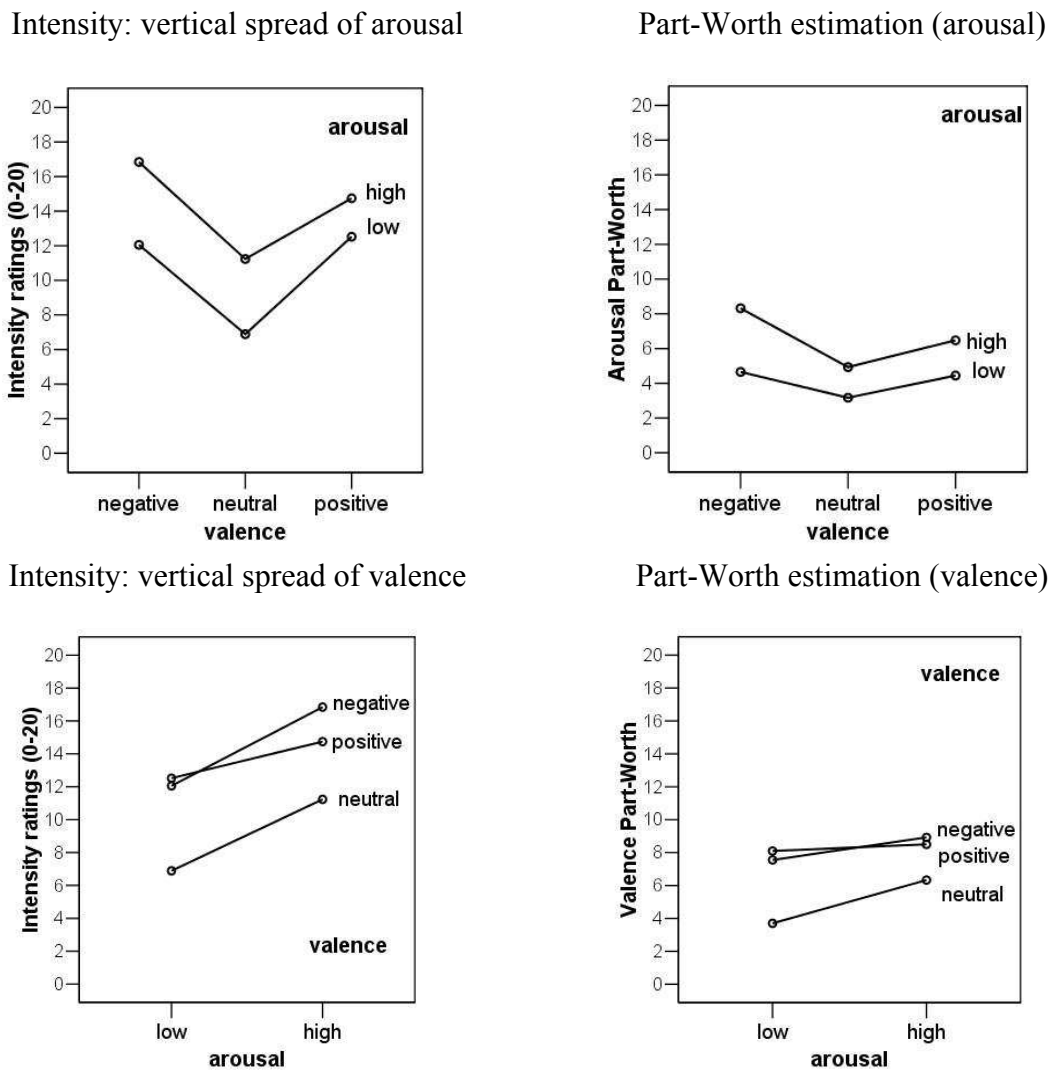 Intensity: vertical spread of arousal
Part-Worth estimation (arousal)
Intensity ratings (0-20)
20
18
16
14
12
10
8
6
4
2
0
arousal
high
low
negative neutral positive
valence
Arousal Part-Worth
20
18
16
14
12
10
8
6
4
2
0
arousal
high
low
negative neutral positive
valence
Intensity: vertical spread of valence
Part-Worth estimation (valence)
Intensity ratings (0-20)
20
18
16
14
12
10
8
6
4
2
0
negative
positive
neutral
valence
low high
arousal
Valence Part-Worth
20
18
16
14
12
10
8
6
4
2
0
valence
negative
positive
neutral
low high
arousal